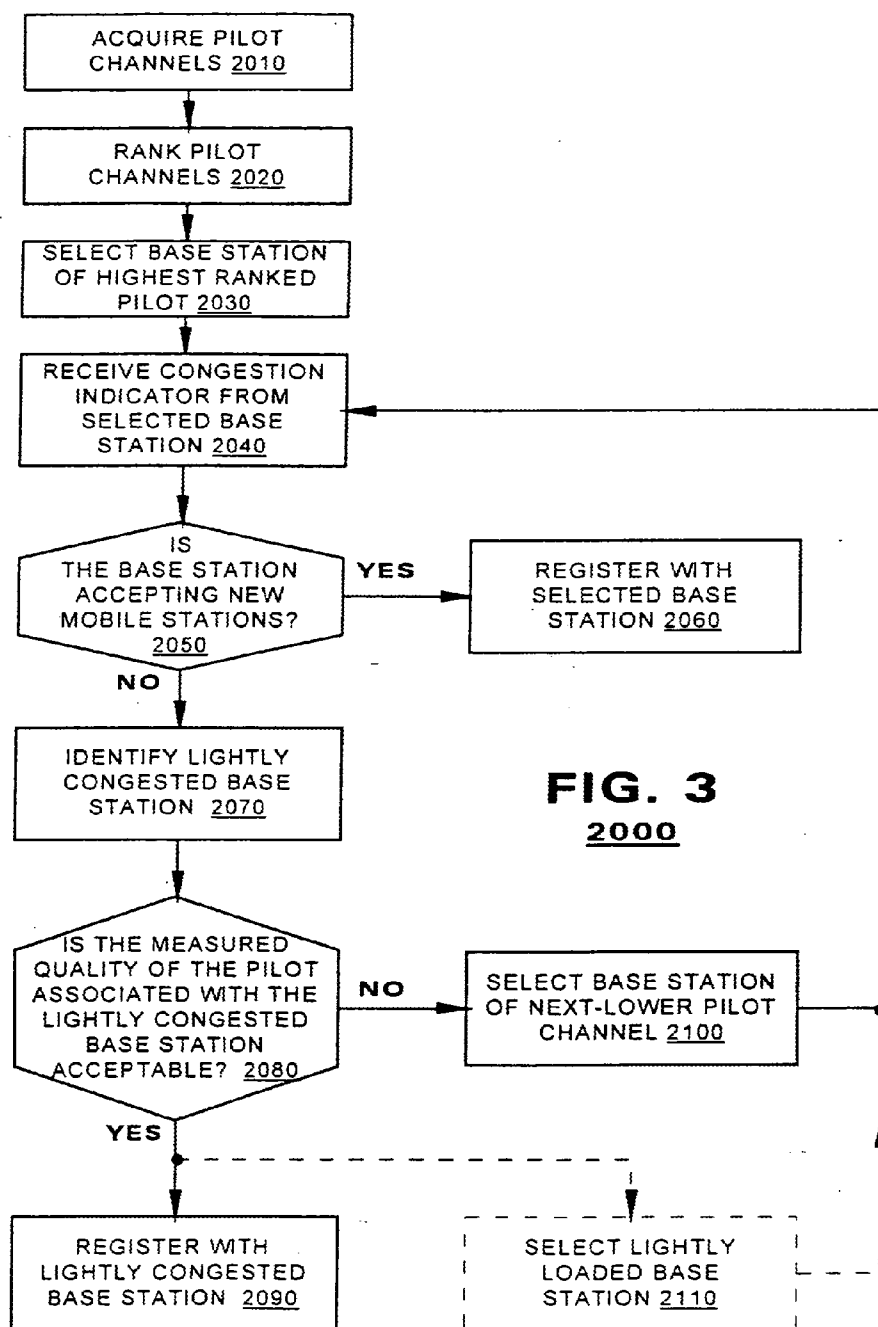 ACQUIRE PILOT
CHANNELS 2010
RANK PILOT
CHANNELS 2020
SELECT BASE STATION
OF HIGHEST RANKED
PILOT 2030
RECEIVE CONGESTION
INDICATOR FROM
SELECTED BASE
STATION 2040
IS
THE BASE STATION
ACCEPTING NEW
MOBILE STATIONS?
2050
YES
REGISTER WITH
SELECTED BASE
STATION 2060
NO
IDENTIFY LIGHTLY
CONGESTED BASE
STATION 2070
FIG. 3
2000
IS THE MEASURED
QUALITY OF THE PILOT
ASSOCIATED WITH THE
LIGHTLY CONGESTED
BASE STATION
ACCEPTABLE? 2080
NO
SELECT BASE STATION
OF NEXT-LOWER PILOT
CHANNEL 2100
YES
REGISTER WITH
LIGHTLY CONGESTED
BASE STATION 2090
SELECT LIGHTLY
LOADED BASE
STATION 2110